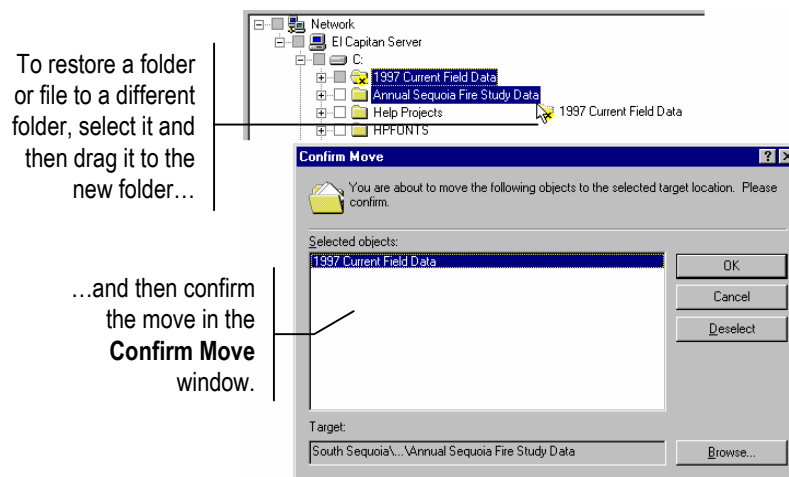 Network
El Capitan Server
C:
1997 Current Field Data
Annual Sequoia Fire Study Data
Help Projects
HPFONTS
1997 Current Field Data
To restore a folder
or file to a different
folder, select it and
then drag it to the
new folder…
Confirm Move
You are about to move the following objects to the selected target location. Please
confirm.
Selected objects:
1997 Current Field Data
OK
Cancel
Deselect
…and then confirm
the move in the
Confirm Move
window.
Target:
South Sequoia\...\Annual Sequoia Fire Study Data
Browse...